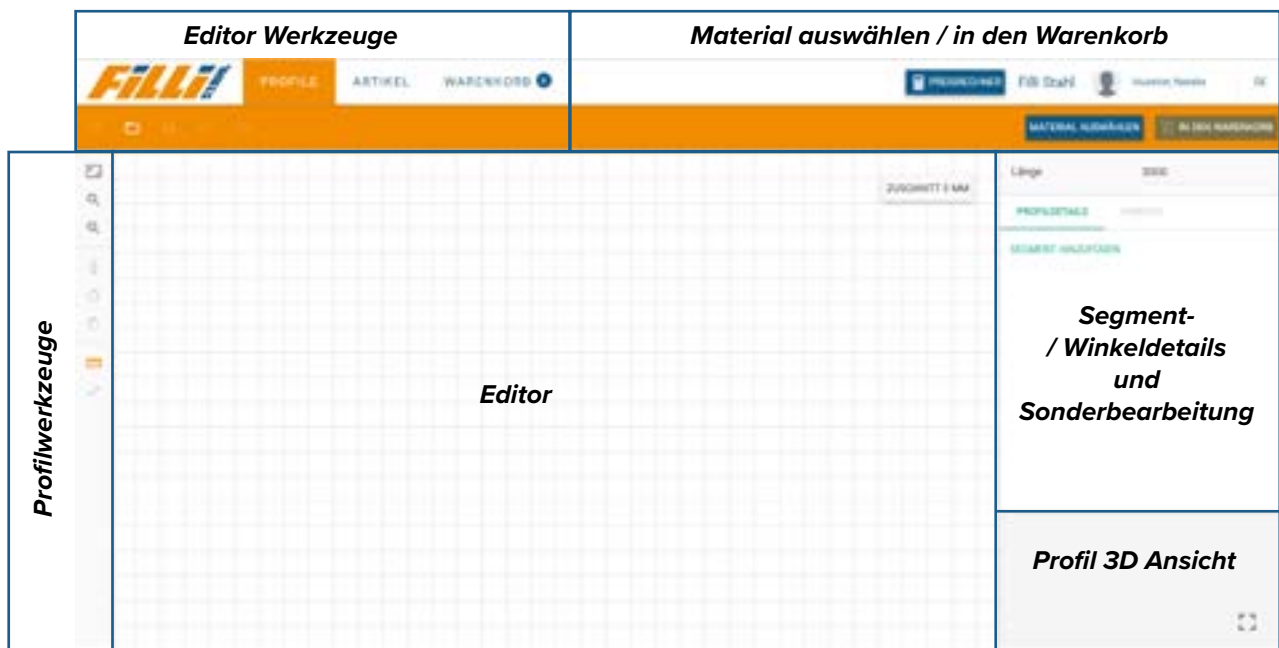 Editor Werkzeuge
Material auswählen / in den Warenkorb
FiLLi!
PROFILE
ARTIKEL
WARENKORB
PREISRECHNER
Filli Stahl
MATERIAL AUSWÄHLEN
IN DEN WARENKORB
Profilwerkzeuge
ZUSCHNITT 0 MM
Länge
PROFILDETAILS
SEGMENT HINZUFÜGEN
Editor
Segment-
/ Winkeldetails
und
Sonderbearbeitung
Profil 3D Ansicht